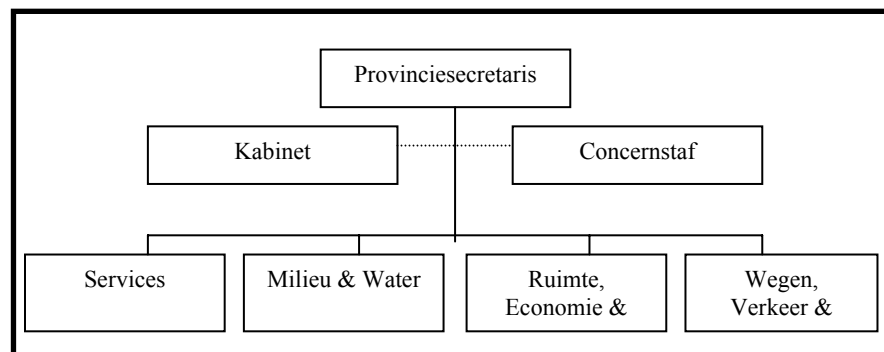 Provinciesecretaris
Kabinet
Concernstaf
Services
Milieu & Water
Ruimte,
Economie &
Wegen,
Verkeer &